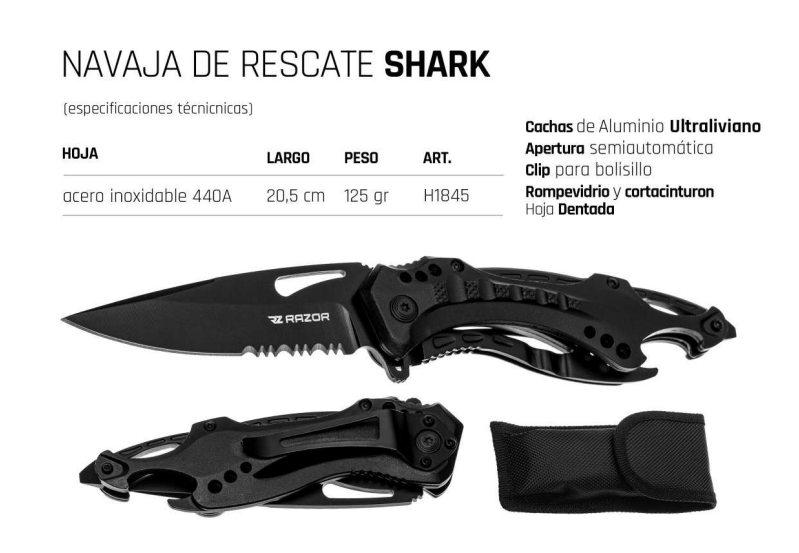 NAVAJA DE RESCATE SHARK
(especificaciones técnicnicas)
HOJA LARGO PESO ART.
acero inoxidable 440A 20,5 cm 125 gr H1845
Cachas de Aluminio Ultraliviano
Apertura semiautomática
Clip para bolisillo
Rompevidrio y cortacinturon
Hoja Dentada
RAZOR